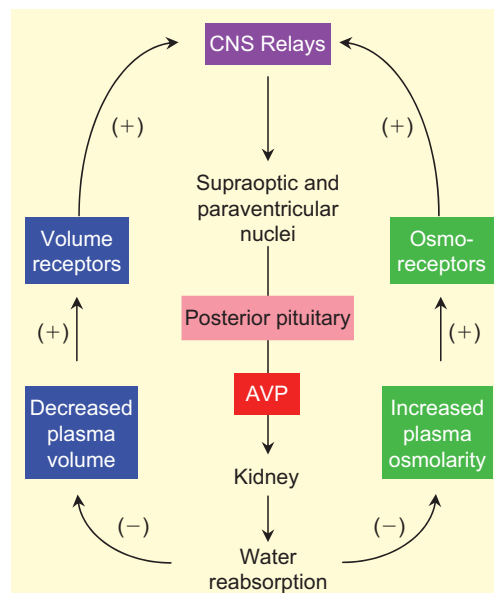 CNS Relays
(+)
(+)
Supraoptic and
paraventricular
nuclei
Volume
receptors
Osmo-
receptors
Posterior pituitary
(+)
(+)
AVP
Decreased
plasma
volume
Increased
plasma
osmolarity
Kidney
(−)
(−)
Water
reabsorption